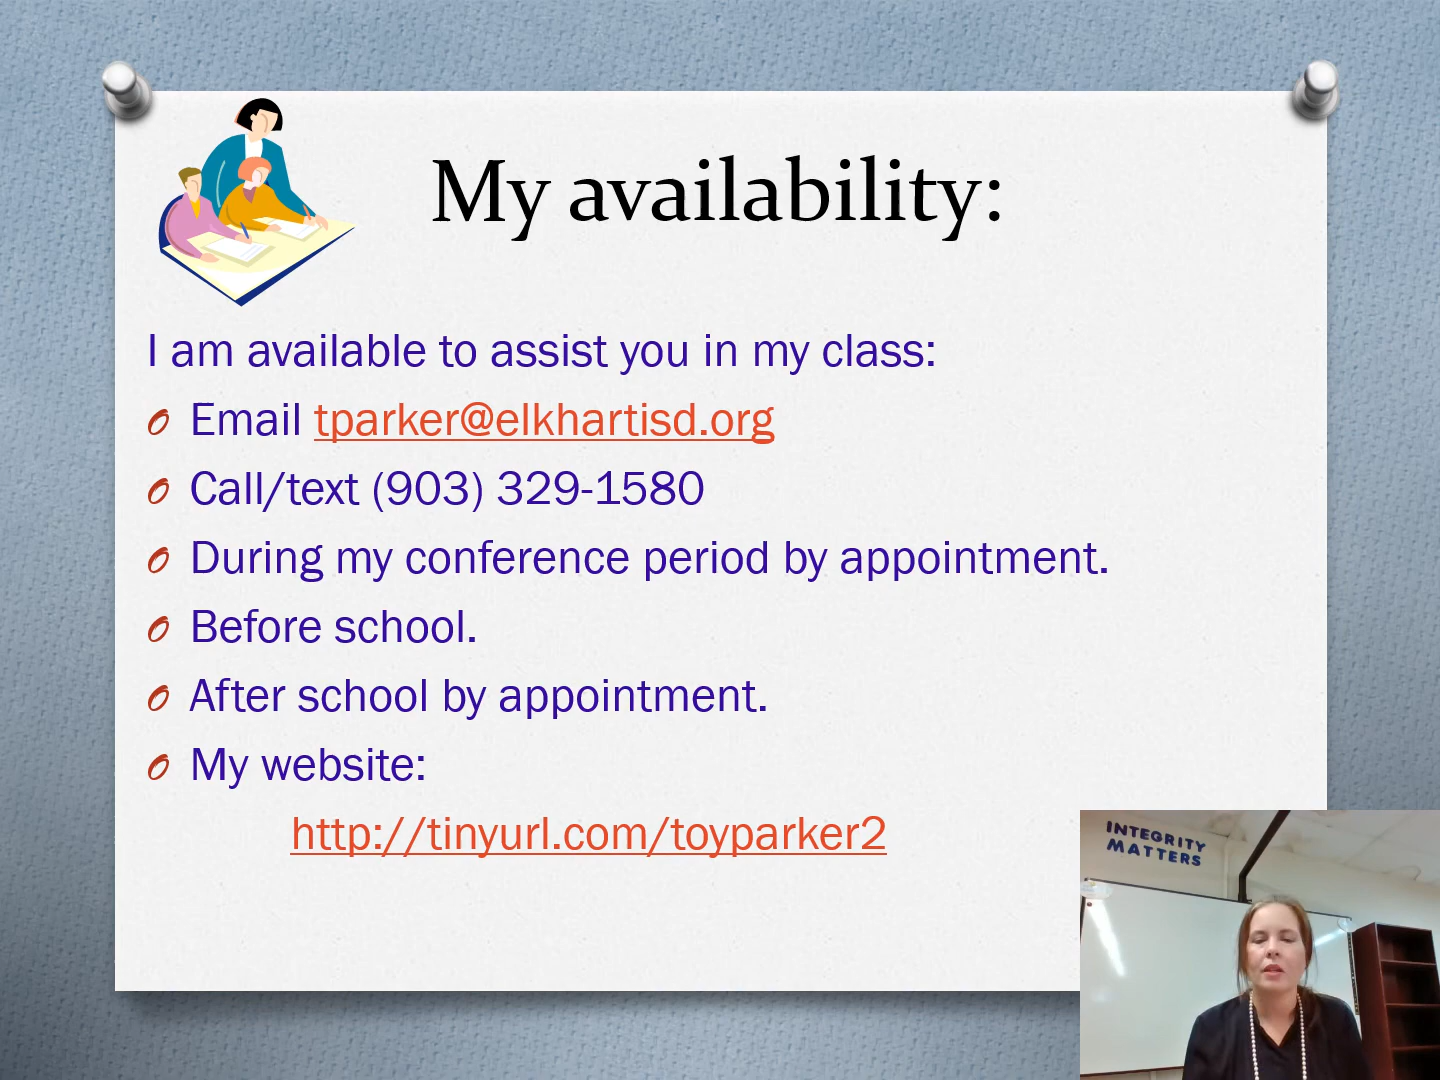 My availability:
I am available to assist you in my class:
Email tparker@elkhartisd.org
Call/text (903) 329-1580
During my conference period by appointment.
Before school.
After school by appointment.
My website:
http://tinyurl.com/toyparker2
INTEGRITY
MATTERS